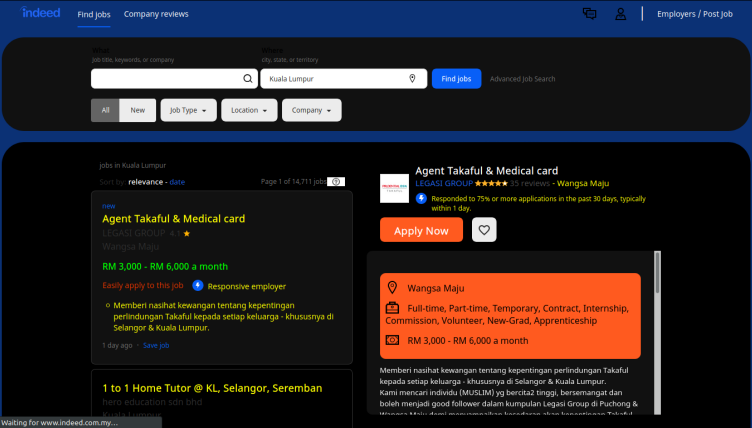 indeed
Find jobs
Company reviews
Employers / Post Job
What
Job title, keywords, or company
Where
city, state, or territory
Kuala Lumpur
Find jobs
Advanced Job Search
All
New
Job Type
Location
Company
jobs in Kuala Lumpur
Sort by: relevance - date
Page 1 of 14,711 jobs
new
Agent Takaful & Medical card
LEGASI GROUP 4.1 ★
Wangsa Maju
RM 3,000 - RM 6,000 a month
Easily apply to this job
Responsive employer
Memberi nasihat kewangan tentang kepentingan
perlindungan Takaful kepada setiap keluarga - khususnya di
Selangor & Kuala Lumpur.
1 day ago · Save job
1 to 1 Home Tutor @ KL, Selangor, Seremban
hero education sdn bhd
Kuala Lumpur
Waiting for www.indeed.com.my...
Agent Takaful & Medical card
LEGASI GROUP ★★★★★ 35 reviews - Wangsa Maju
Responded to 75% or more applications in the past 30 days, typically
within 1 day.
Apply Now
Wangsa Maju
Full-time, Part-time, Temporary, Contract, Internship,
Commission, Volunteer, New-Grad, Apprenticeship
RM 3,000 - RM 6,000 a month
Memberi nasihat kewangan tentang kepentingan perlindungan Takaful
kepada setiap keluarga - khususnya di Selangor & Kuala Lumpur.
Kami mencari individu (MUSLIM) yg bercita2 tinggi, bersemangat dan
boleh menjadi good follower dalam kumpulan Legasi Group di Puchong &
Wangsa Maju demi menyampaikan kesedaran akan kepentingan Takaful